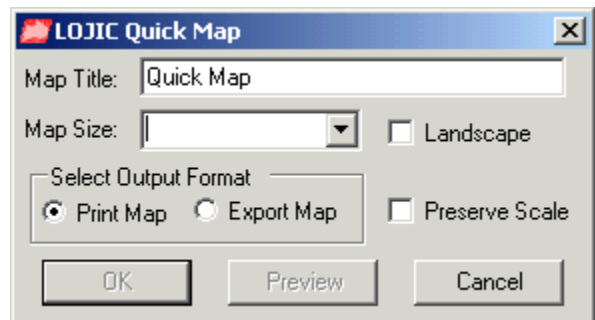 LOJIC Quick Map
Map Title: Quick Map
Map Size: Landscape
Select Output Format
Print Map Export Map Preserve Scale
OK Preview Cancel